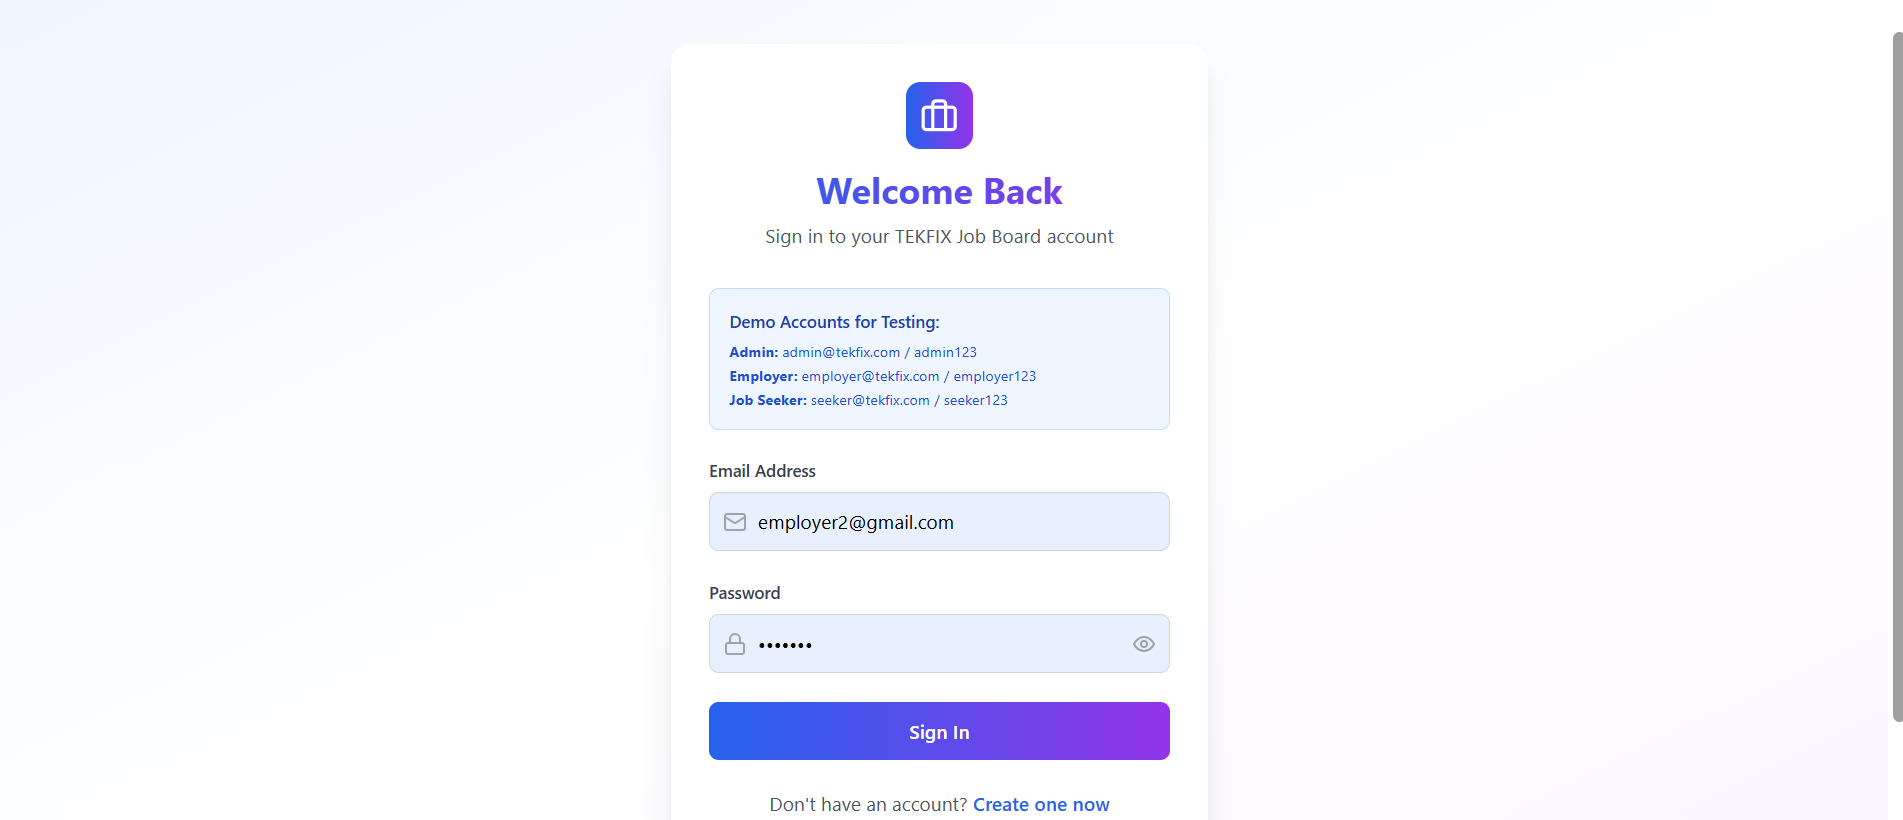 Welcome Back
Sign in to your TEKFIX Job Board account
Demo Accounts for Testing:
Admin: admin@tekfix.com / admin123
Employer: employer@tekfix.com / employer123
Job Seeker: seeker@tekfix.com / seeker123
Email Address
employer2@gmail.com
Password
•••••••
Sign In
Don't have an account? Create one now